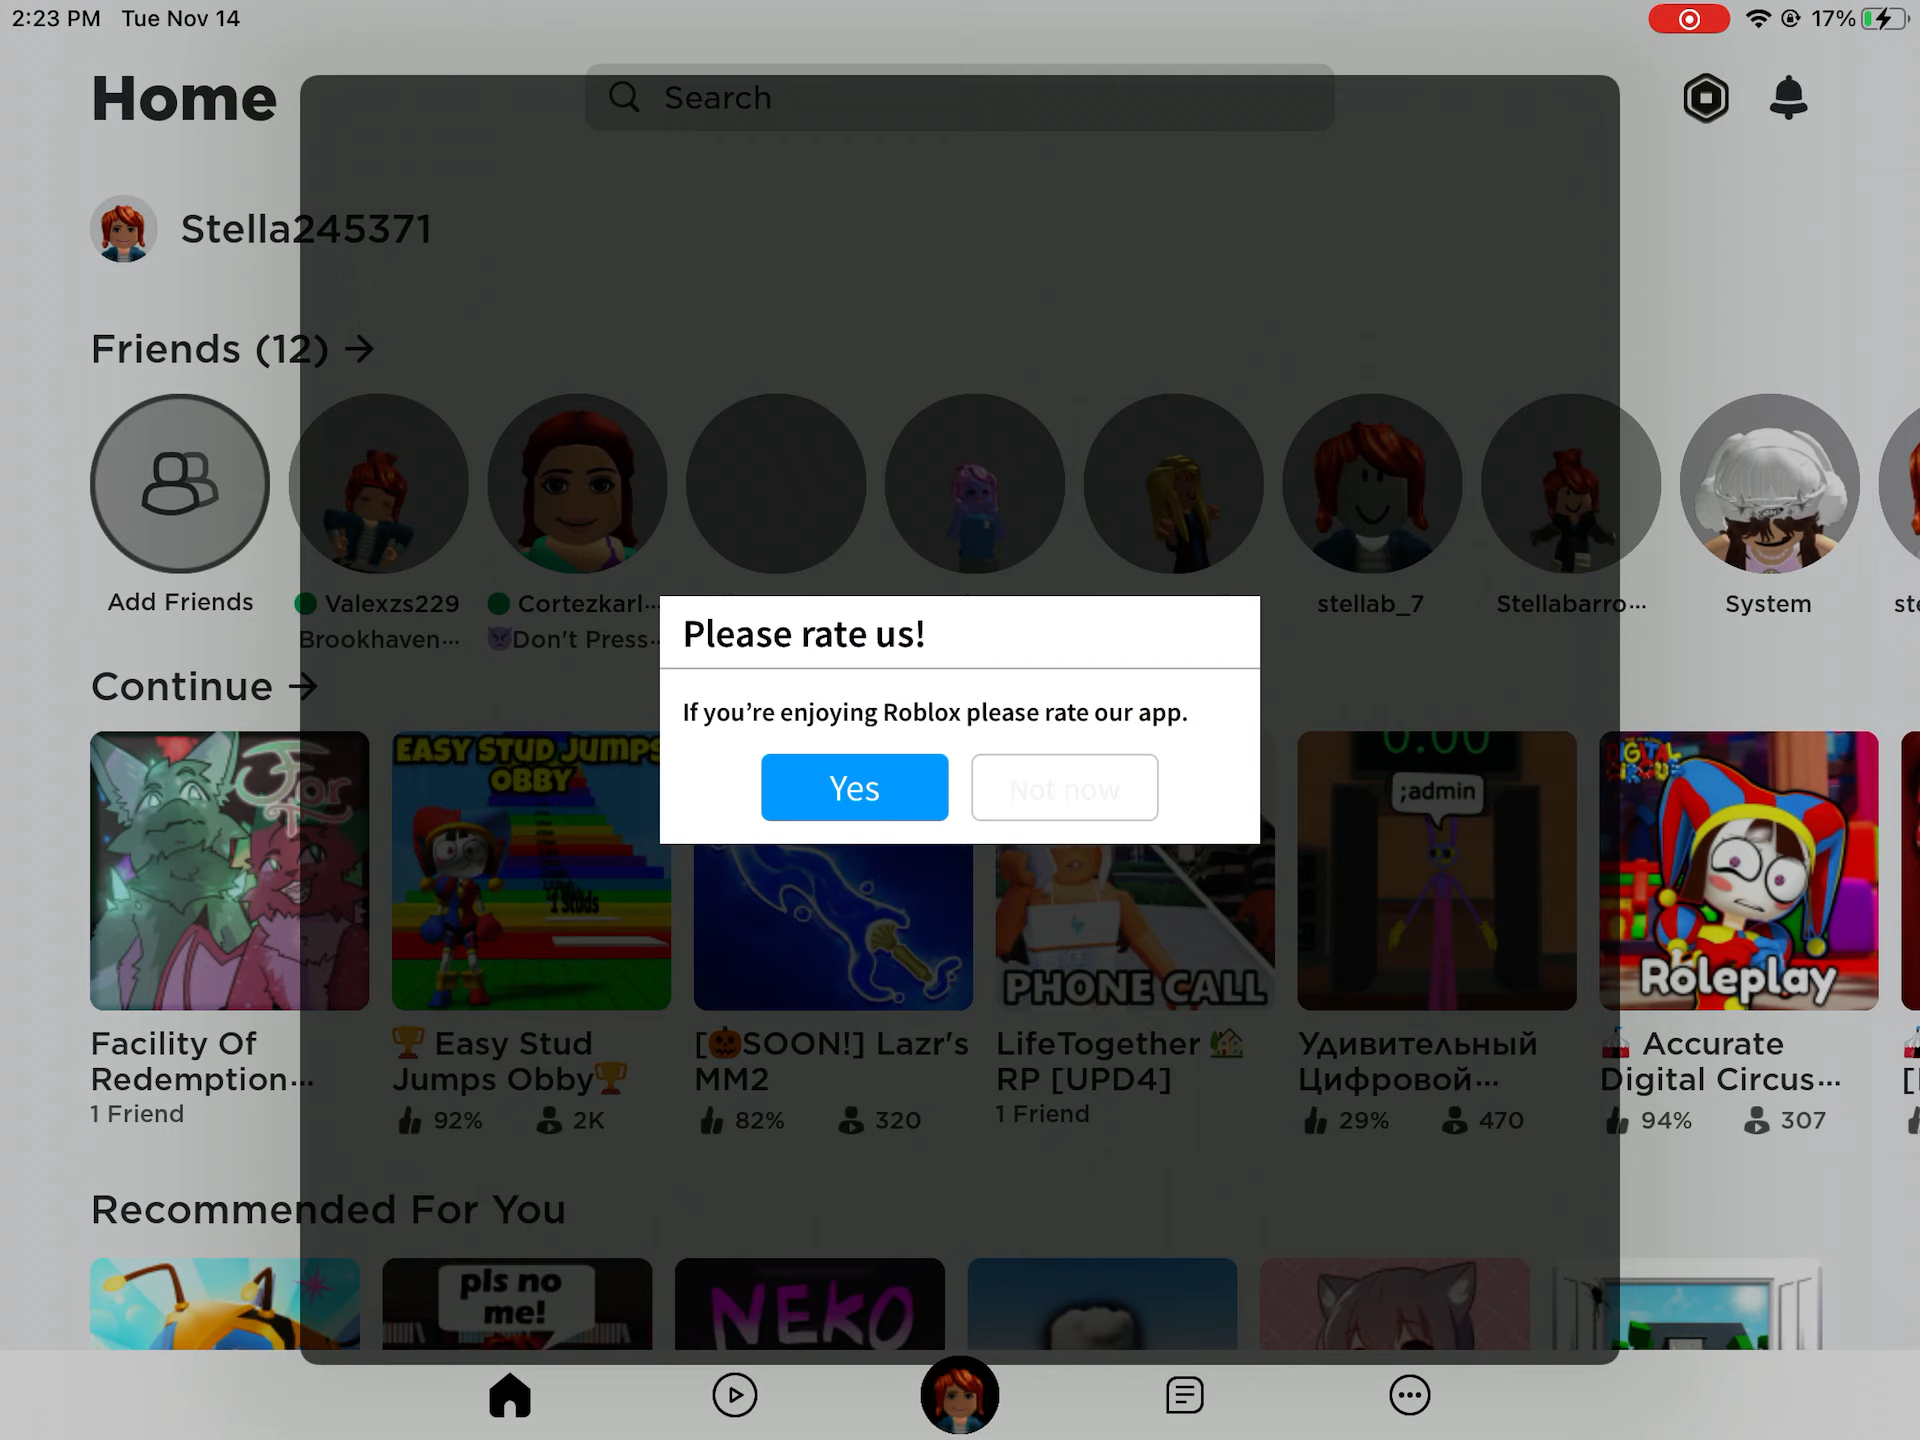 2:23 PM Tue Nov 14
17%
Home
Search
Stella245371
Friends (12) →
Add Friends
Valexzs229
Brookhaven...
Cortezkarl...
😈Don't Press...
stellab_7
Stellabarro...
System
Please rate us!
If you're enjoying Roblox please rate our app.
Yes
Not now
Continue →
EASY STUD JUMPS
OBBY
PHONE CALL
0.00
;admin
DIGITAL
CIRCUS
Roleplay
Facility Of
Redemption...
1 Friend
🏆 Easy Stud
Jumps Obby🏆
92% 2K
[🎃SOON!] Lazr's
MM2
82% 320
LifeTogether 🏡
RP [UPD4]
1 Friend
Удивительный
Цифровой...
29% 470
🎪 Accurate
Digital Circus...
94% 307
Recommended For You
pls no
me!
NEKO